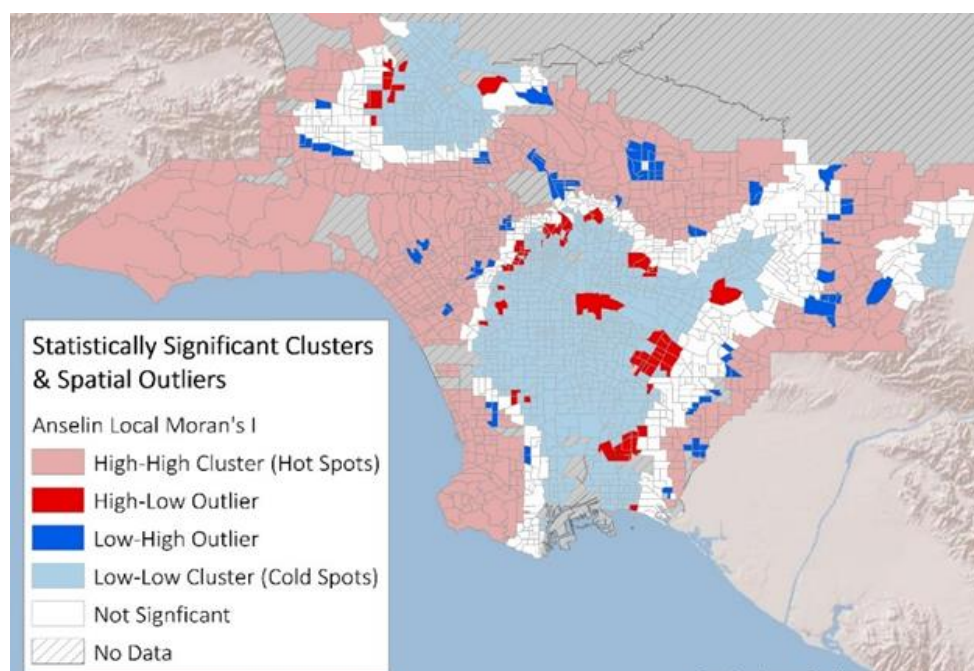 Statistically Significant Clusters
& Spatial Outliers
Anselin Local Moran's I
High-High Cluster (Hot Spots)
High-Low Outlier
Low-High Outlier
Low-Low Cluster (Cold Spots)
Not Signficant
No Data